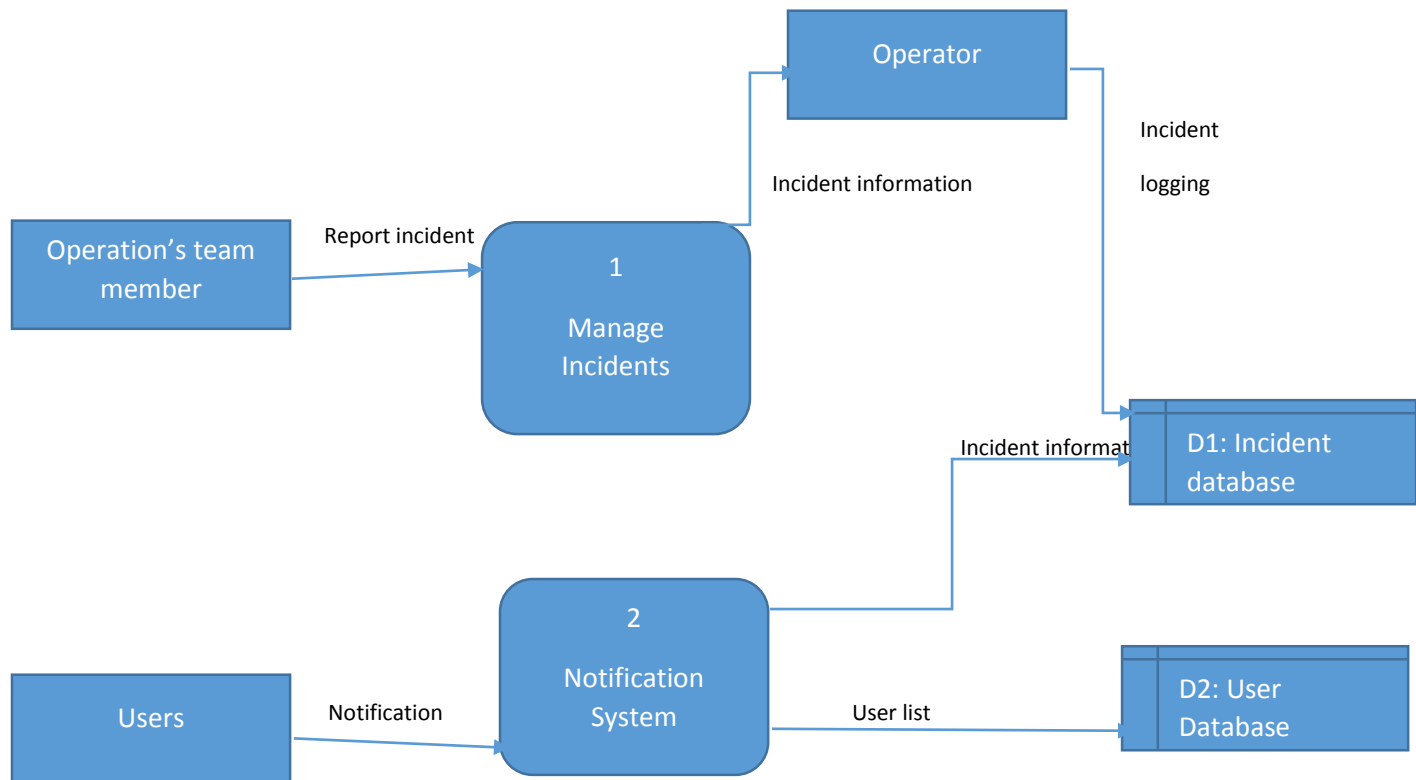 Operator
Incident
logging
Incident information
Operation’s team
member
Report incident
1
Manage
Incidents
Incident informat
D1: Incident
database
2
Notification
System
Users
Notification
User list
D2: User
Database